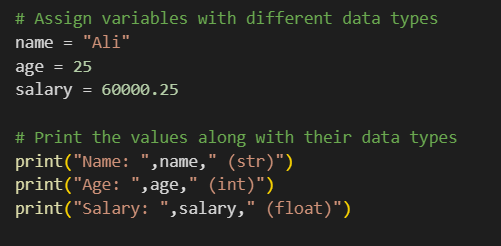 # Assign variables with different data types
name = "Ali"
age = 25
salary = 60000.25
# Print the values along with their data types
print("Name: ",name," (str)")
print("Age: ",age," (int)")
print("Salary: ",salary," (float)")